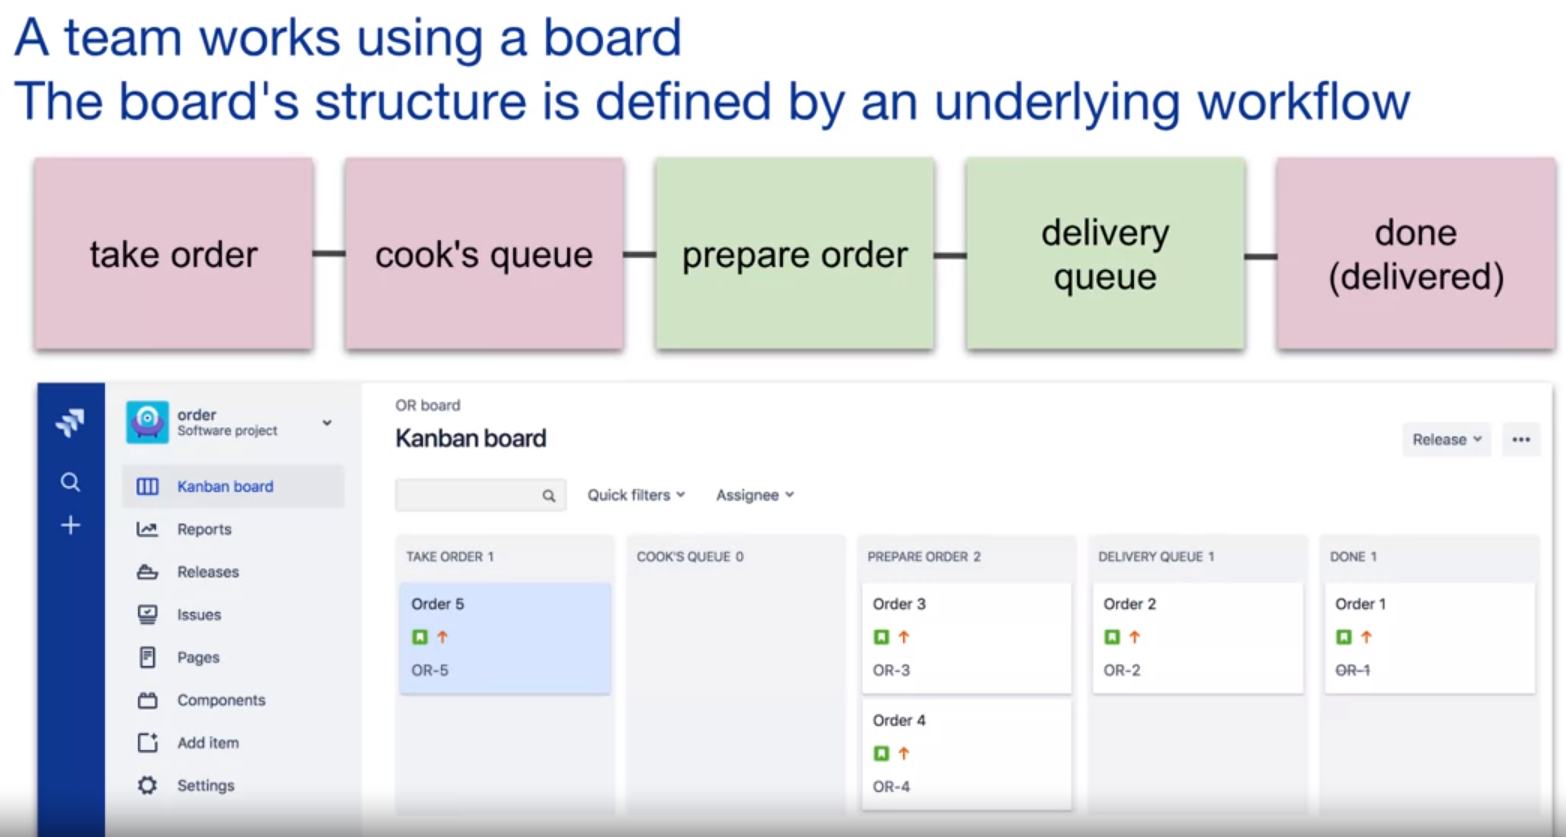 A team works using a board
The board's structure is defined by an underlying workflow
take order
cook's queue
prepare order
delivery
queue
done
(delivered)
order
Software project
Kanban board
Reports
Releases
Issues
Pages
Components
Add item
Settings
OR board
Kanban board
Release
Quick filters
Assignee
TAKE ORDER 1
Order 5
OR-5
COOK'S QUEUE 0
PREPARE ORDER 2
Order 3
OR-3
Order 4
OR-4
DELIVERY QUEUE 1
Order 2
OR-2
DONE 1
Order 1
OR-1